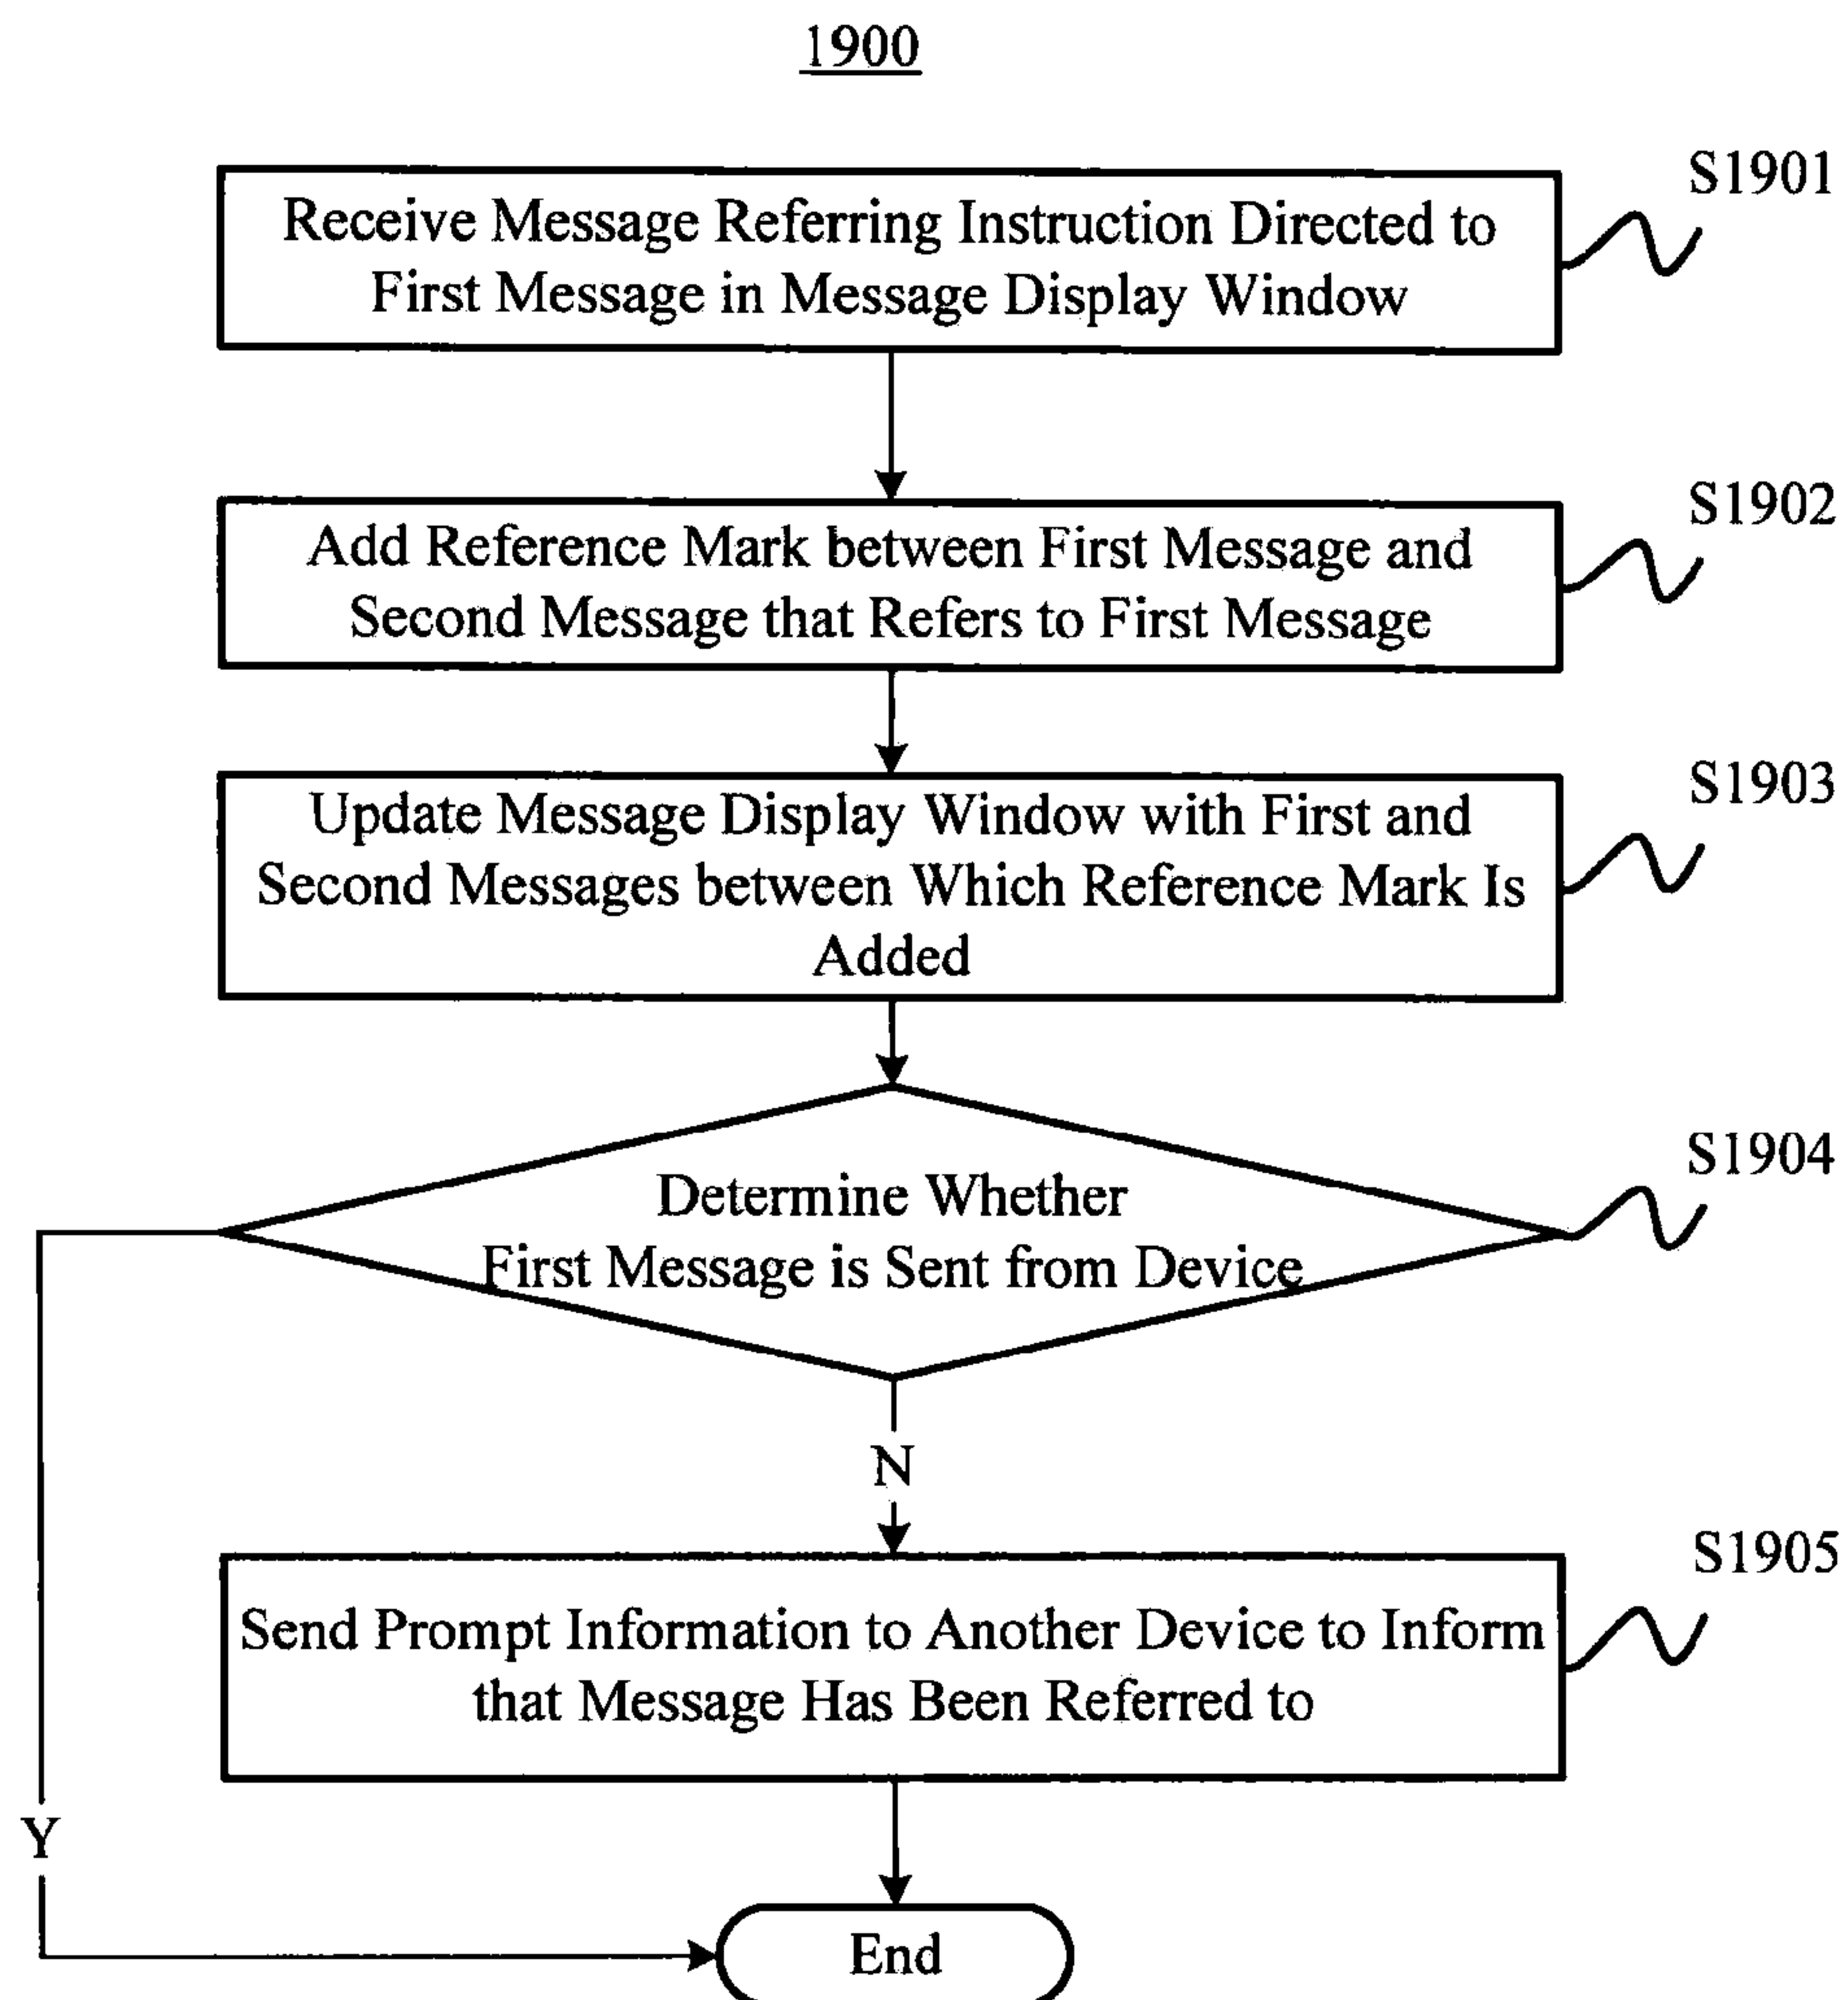 1900
S1901
Receive Message Referring Instruction Directed to
First Message in Message Display Window
S1902
Add Reference Mark between First Message and
Second Message that Refers to First Message
S1903
Update Message Display Window with First and
Second Messages between Which Reference Mark Is
Added
S1904
Determine Whether
First Message is Sent from Device
N
S1905
Send Prompt Information to Another Device to Inform
that Message Has Been Referred to
Y
End